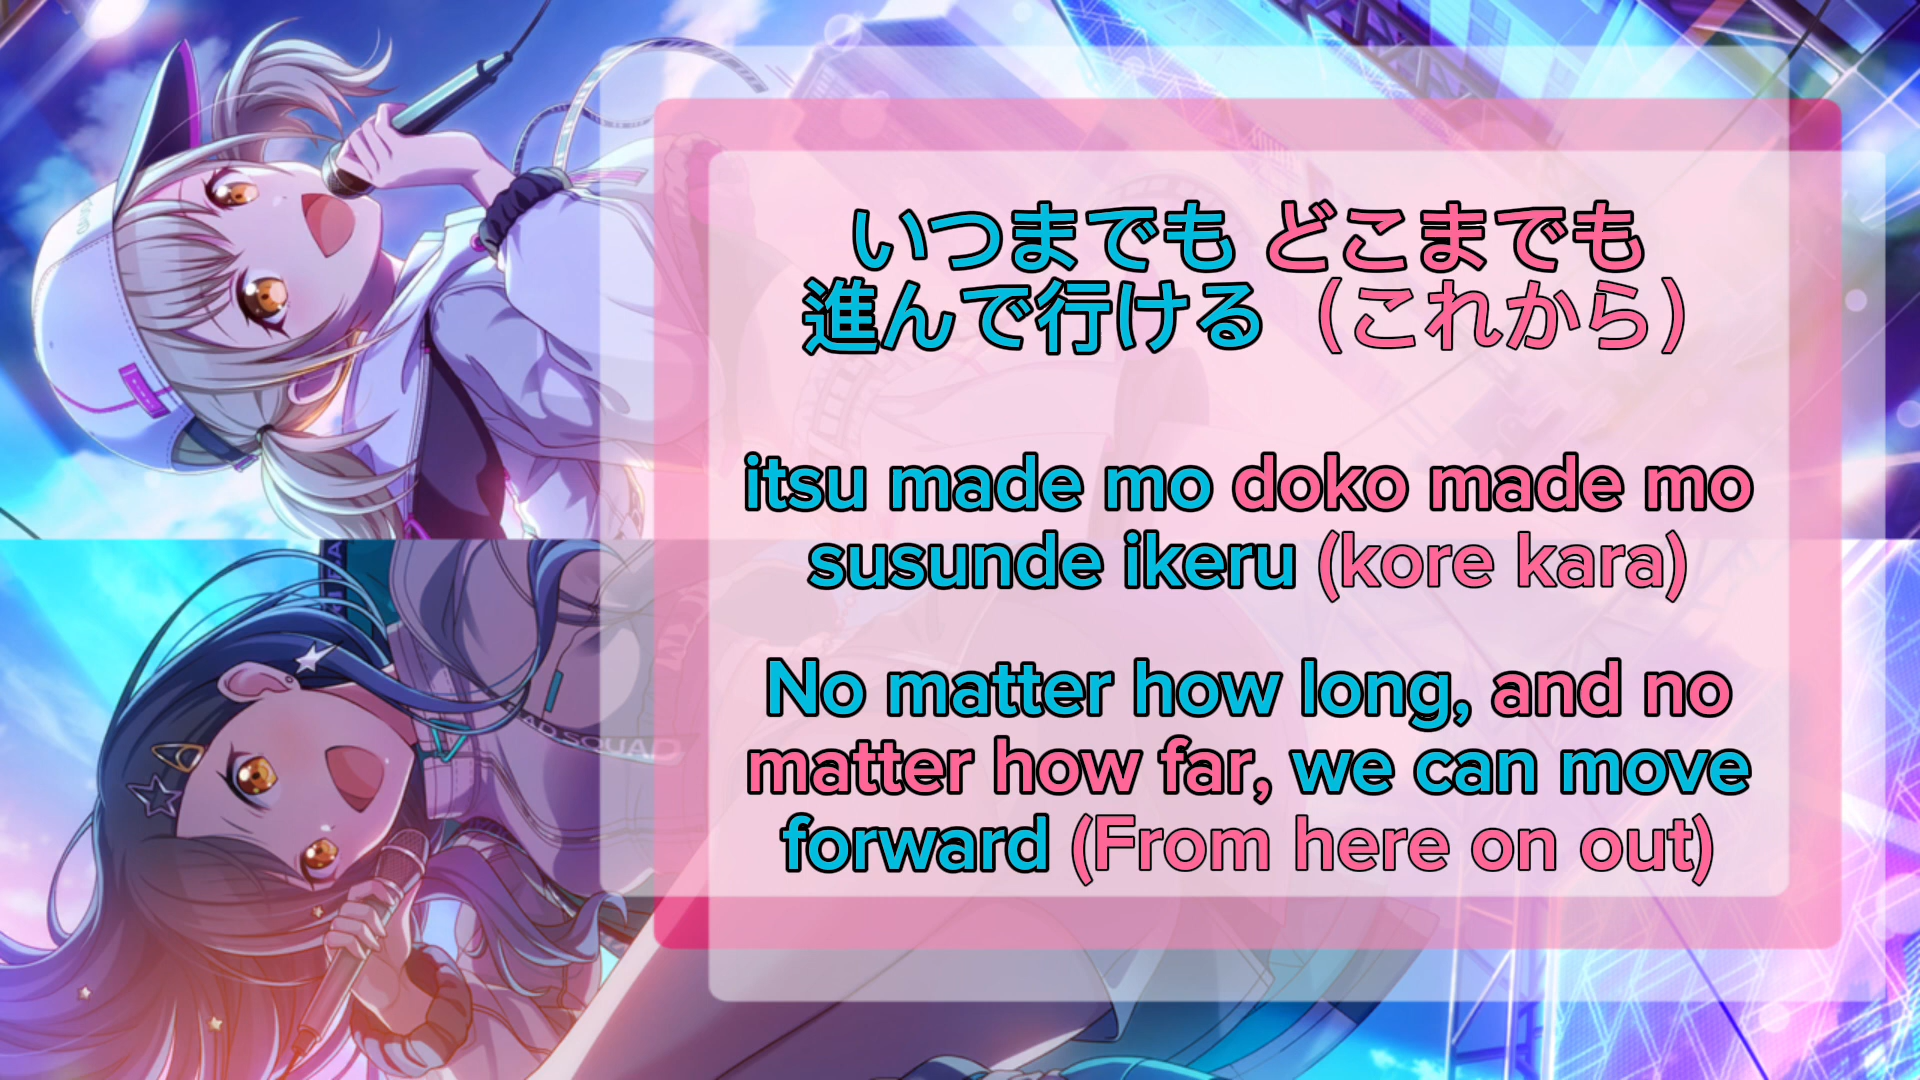 いつまでも どこまでも
進んで行ける（これから）
itsu made mo doko made mo
susunde ikeru (kore kara)
No matter how long, and no
matter how far, we can move
forward (From here on out)